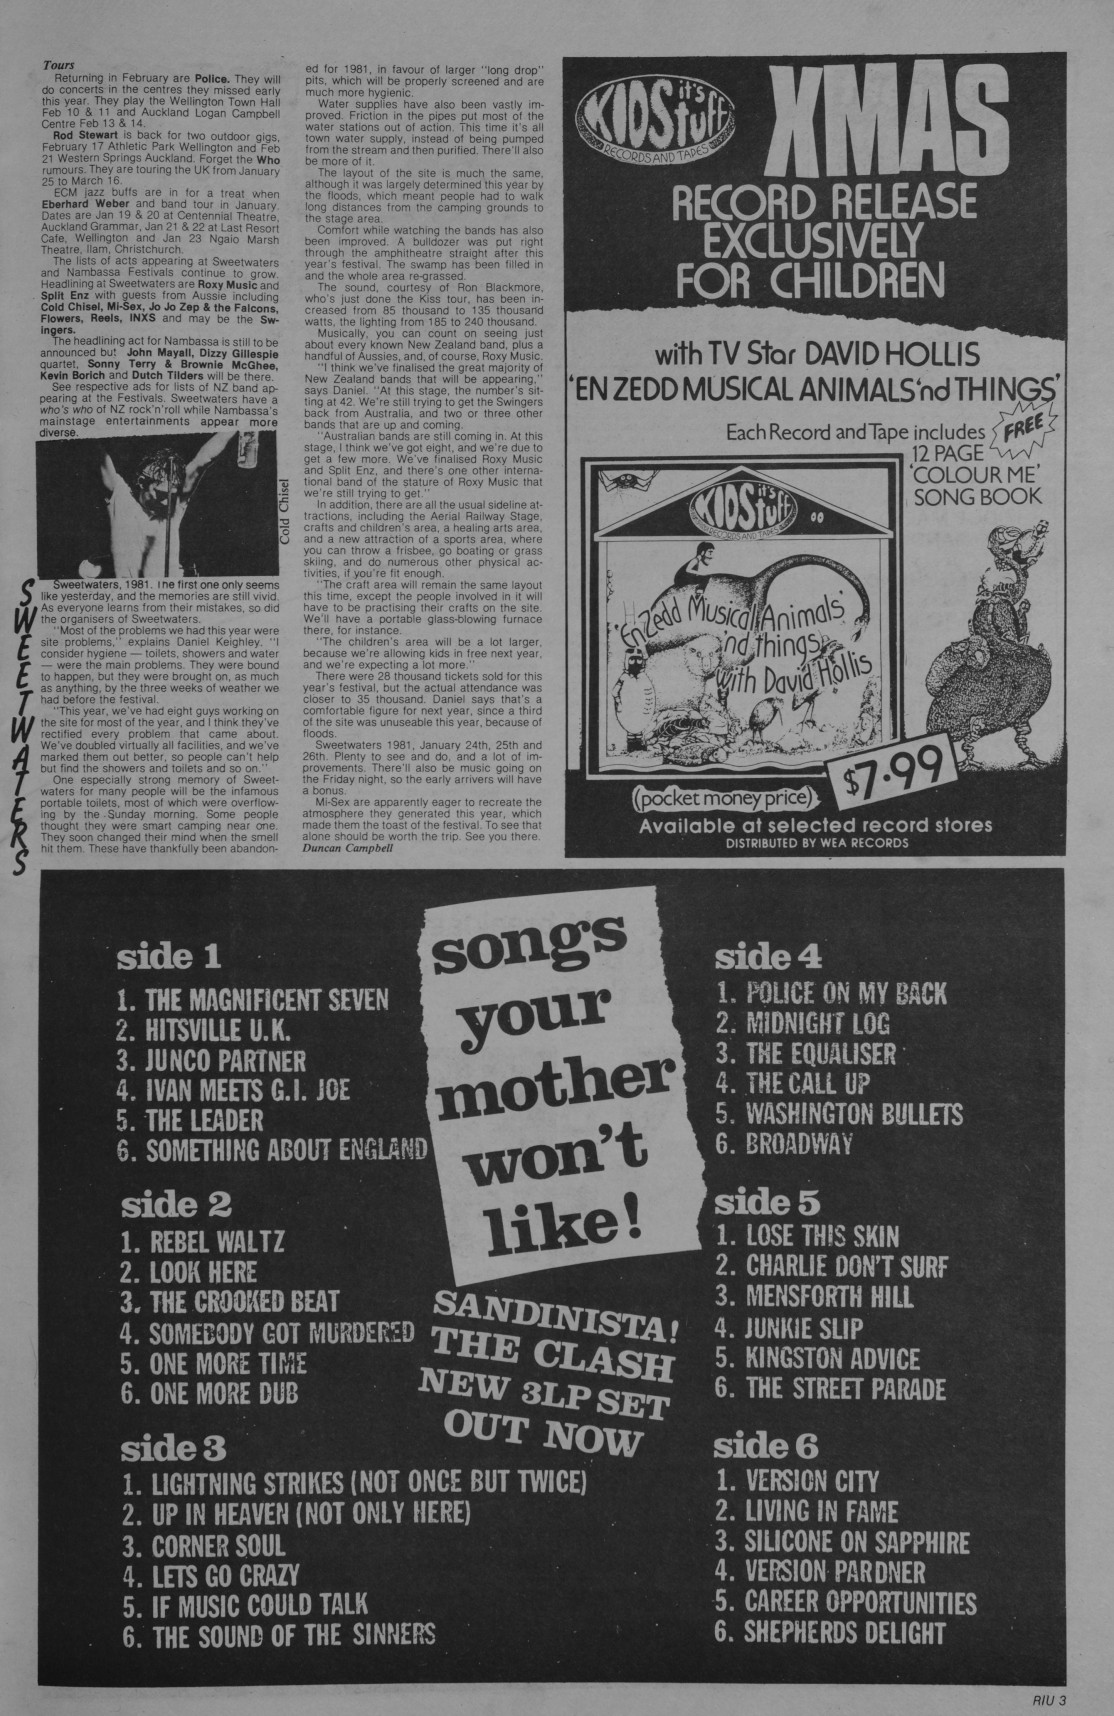 Tours
Returning in February are Police. They will
do concerts in the centres they missed early
this year. They play the Wellington Town Hall
Feb 10 & 11 and Auckland Logan Campbell
Centre Feb 13 & 14.
Rod Stewart is back for two outdoor gigs,
February 17 Athletic Park Wellington and Feb
21 Western Springs Auckland. Forget the Who
rumours. They are touring the UK from January
25 to March 16.
ECM jazz buffs are in for a treat when
Eberhard Weber and band tour in January.
Dates are Jan 19 & 20 at Centennial Theatre,
Auckland Grammar, Jan 21 & 22 at Last Resort
Cafe, Wellington and Jan 23 Ngaio Marsh
Theatre, Ilam, Christchurch.
The lists of acts appearing at Sweetwaters
and Nambassa Festivals continue to grow.
Headlining at Sweetwaters are Roxy Music and
Split Enz with guests from Aussie including
Cold Chisel, Mi-Sex, Jo Jo Zep & the Falcons,
Flowers, Reels, INXS and may be the Sw-
ingers.
The headlining act for Nambassa is still to be
announced but John Mayall, Dizzy Gillespie
quartet, Sonny Terry & Brownie McGhee,
Kevin Borich and Dutch Tilders will be there.
See respective ads for lists of NZ band ap-
pearing at the Festivals. Sweetwaters have a
who's who of NZ rock'n'roll while Nambassa's
mainstage entertainments appear more
diverse.
Cold Chisel
SWEETWATERS
Sweetwaters, 1981. The first one only seems
like yesterday, and the memories are still vivid.
As everyone learns from their mistakes, so did
the organisers of Sweetwaters.
"Most of the problems we had this year were
site problems," explains Daniel Keighley. "I
consider hygiene — toilets, showers and water
— were the main problems. They were bound
to happen, but they were brought on, as much
as anything, by the three weeks of weather we
had before the festival.
"This year, we've had eight guys working on
the site for most of the year, and I think they've
rectified every problem that came about.
We've doubled virtually all facilities, and we've
marked them out better, so people can't help
but find the showers and toilets and so on."
One especially strong memory of Sweet-
waters for many people will be the infamous
portable toilets, most of which were overflow-
ing by the Sunday morning. Some people
thought they were smart camping near one.
They soon changed their mind when the smell
hit them. These have thankfully been abandon-
ed for 1981, in favour of larger "long drop"
pits, which will be properly screened and are
much more hygienic.
Water supplies have also been vastly im-
proved. Friction in the pipes put most of the
water stations out of action. This time it's all
town water supply, instead of being pumped
from the stream and then purified. There'll also
be more of it.
The layout of the site is much the same,
although it was largely determined this year by
the floods, which meant people had to walk
long distances from the camping grounds to
the stage area.
Comfort while watching the bands has also
been improved. A bulldozer was put right
through the amphitheatre straight after this
year's festival. The swamp has been filled in
and the whole area re-grassed.
The sound, courtesy of Ron Blackmore,
who's just done the Kiss tour, has been in-
creased from 85 thousand to 135 thousand
watts, the lighting from 185 to 240 thousand.
Musically, you can count on seeing just
about every known New Zealand band, plus a
handful of Aussies, and, of course, Roxy Music.
"I think we've finalised the great majority of
New Zealand bands that will be appearing,"
says Daniel. "At this stage, the number's sit-
ting at 42. We're still trying to get the Swingers
back from Australia, and two or three other
bands that are up and coming.
"Australian bands are still coming in. At this
stage, I think we've got eight, and we're due to
get a few more. We've finalised Roxy Music
and Split Enz, and there's one other interna-
tional band of the stature of Roxy Music that
we're still trying to get."
In addition, there are all the usual sideline at-
tractions, including the Aerial Railway Stage,
crafts and children's area, a healing arts area,
and a new attraction of a sports area, where
you can throw a frisbee, go boating or grass
skiing, and do numerous other physical ac-
tivities, if you're fit enough.
"The craft area will remain the same layout
this time, except the people involved in it will
have to be practising their crafts on the site.
We'll have a portable glass-blowing furnace
there, for instance.
"The children's area will be a lot larger,
because we're allowing kids in free next year,
and we're expecting a lot more."
There were 28 thousand tickets sold for this
year's festival, but the actual attendance was
closer to 35 thousand. Daniel says that's a
comfortable figure for next year, since a third
of the site was unuseable this year, because of
floods.
Sweetwaters 1981, January 24th, 25th and
26th. Plenty to see and do, and a lot of im-
provements. There'll also be music going on
the Friday night, so the early arrivers will have
a bonus.
Mi-Sex are apparently eager to recreate the
atmosphere they generated this year, which
made them the toast of the festival. To see that
alone should be worth the trip. See you there.
Duncan Campbell
KIDS it's Stuff
RECORDS AND TAPES
XMAS
RECORD RELEASE
EXCLUSIVELY
FOR CHILDREN
with TV Star DAVID HOLLIS
'EN ZEDD MUSICAL ANIMALS 'nd THINGS'
Each Record and Tape includes
FREE
12 PAGE
'COLOUR ME'
SONG BOOK
KIDS it's Stuff
RECORDS AND TAPES
'En Zedd Musical Animals'
'nd things
with David Hollis
$7.99
(pocket money price)
Available at selected record stores
DISTRIBUTED BY WEA RECORDS
songs
your
mother
won't
like!
SANDINISTA!
THE CLASH
NEW 3LP SET
OUT NOW
side 1
1. THE MAGNIFICENT SEVEN
2. HITSVILLE U.K.
3. JUNCO PARTNER
4. IVAN MEETS G.I. JOE
5. THE LEADER
6. SOMETHING ABOUT ENGLAND
side 2
1. REBEL WALTZ
2. LOOK HERE
3. THE CROOKED BEAT
4. SOMEBODY GOT MURDERED
5. ONE MORE TIME
6. ONE MORE DUB
side 3
1. LIGHTNING STRIKES (NOT ONCE BUT TWICE)
2. UP IN HEAVEN (NOT ONLY HERE)
3. CORNER SOUL
4. LETS GO CRAZY
5. IF MUSIC COULD TALK
6. THE SOUND OF THE SINNERS
side 4
1. POLICE ON MY BACK
2. MIDNIGHT LOG
3. THE EQUALISER
4. THE CALL UP
5. WASHINGTON BULLETS
6. BROADWAY
side 5
1. LOSE THIS SKIN
2. CHARLIE DON'T SURF
3. MENSFORTH HILL
4. JUNKIE SLIP
5. KINGSTON ADVICE
6. THE STREET PARADE
side 6
1. VERSION CITY
2. LIVING IN FAME
3. SILICONE ON SAPPHIRE
4. VERSION PARDNER
5. CAREER OPPORTUNITIES
6. SHEPHERDS DELIGHT
RIU 3